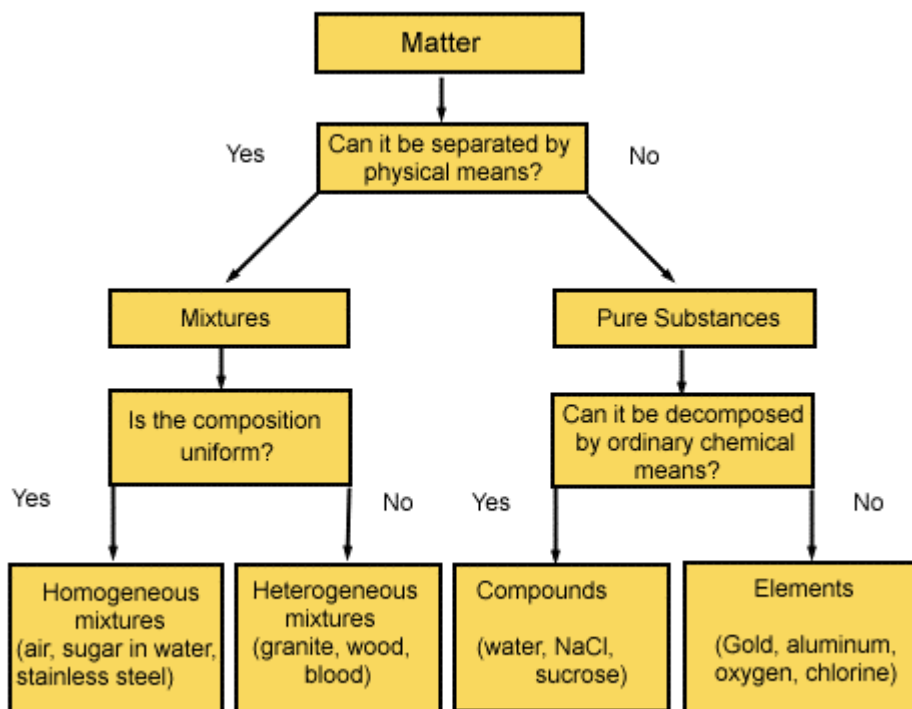 Matter
Yes
Can it be separated by
physical means?
No
Mixtures
Pure Substances
Is the composition
uniform?
Can it be decomposed
by ordinary chemical
means?
Yes
No
Yes
No
Homogeneous
mixtures
(air, sugar in water,
stainless steel)
Heterogeneous
mixtures
(granite, wood,
blood)
Compounds
(water, NaCl,
sucrose)
Elements
(Gold, aluminum,
oxygen, chlorine)